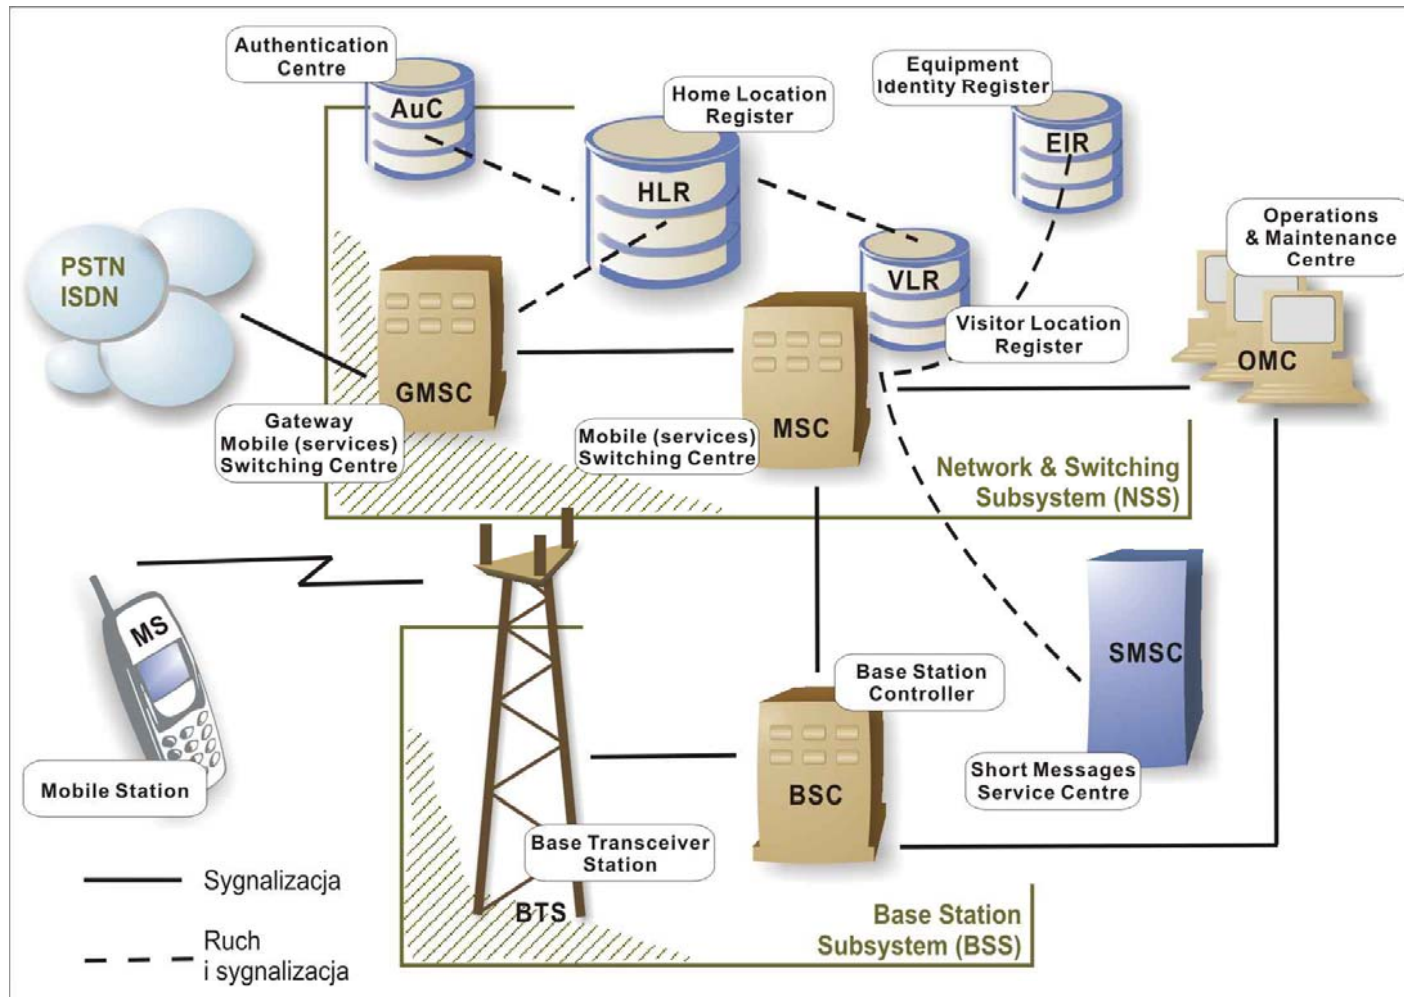 Authentication
Centre
AuC
Home Location
Register
HLR
Equipment
Identity Register
EIR
Operations
& Maintenance
Centre
OMC
PSTN
ISDN
VLR
Visitor Location
Register
GMSC
Gateway
Mobile (services)
Switching Centre
MSC
Mobile (services)
Switching Centre
Network & Switching
Subsystem (NSS)
MS
Mobile Station
SMSC
Short Messages
Service Centre
Base Station
Controller
BSC
Base Transceiver
Station
BTS
Base Station
Subsystem (BSS)
Sygnalizacja
Ruch
i sygnalizacja